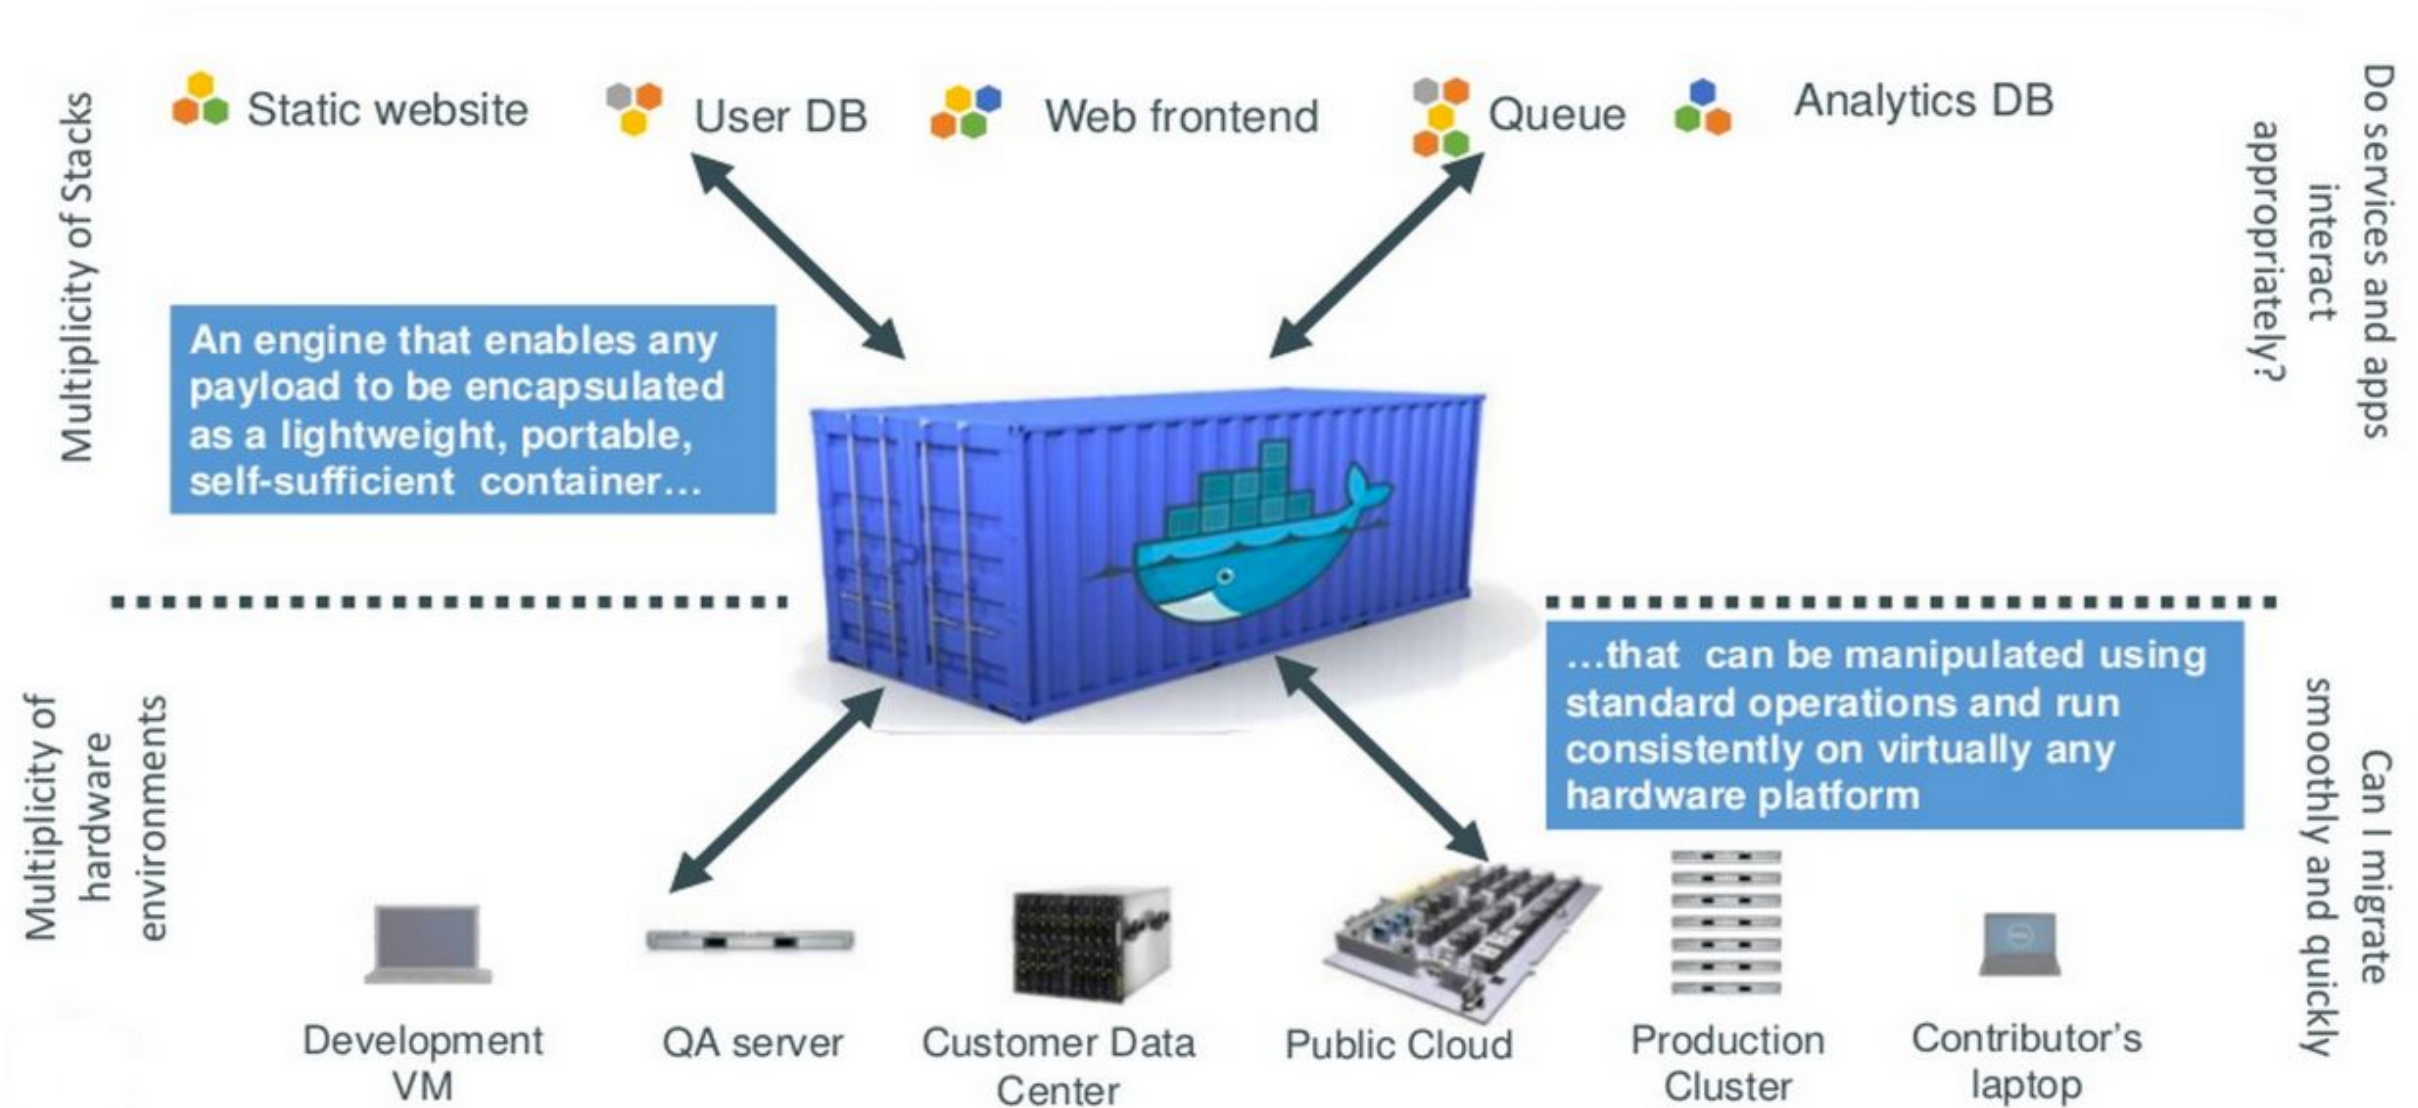 Static website
User DB
Web frontend
Queue
Analytics DB
Multiplicity of Stacks
Do services and apps
interact
appropriately?
An engine that enables any
payload to be encapsulated
as a lightweight, portable,
self-sufficient container...
...that can be manipulated using
standard operations and run
consistently on virtually any
hardware platform
Multiplicity of
hardware
environments
Can I migrate
smoothly and quickly
Development
VM
QA server
Customer Data
Center
Public Cloud
Production
Cluster
Contributor's
laptop